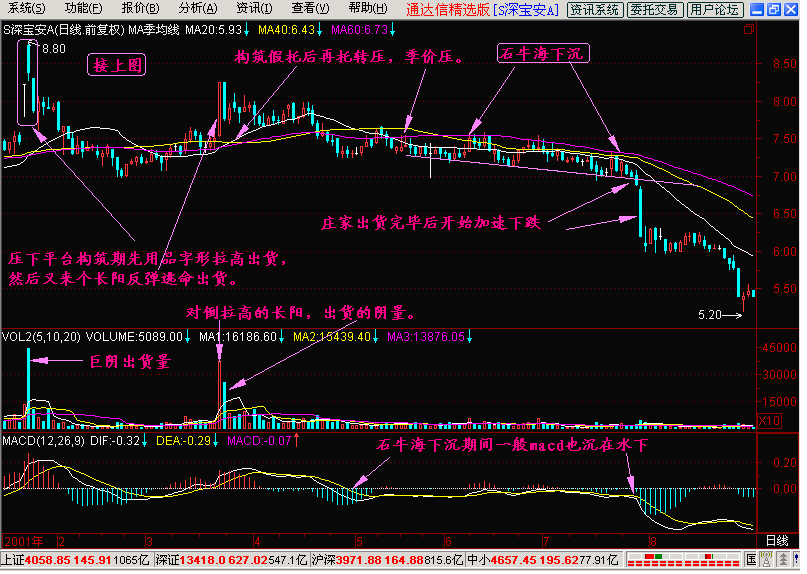 系统(S) 功能(F) 报价(B) 分析(A) 资讯(I) 查看(V) 帮助(H) 通达信精选版 [S深宝安A] 资讯系统 委托交易 用户论坛
S深宝安A(日线.前复权) MA季均线 MA20:5.93↓ MA40:6.43↓ MA60:6.73↓
8.80
接上图
构筑假托后再托转压，季价压。
石牛海下沉
8.50
8.00
7.50
7.00
6.50
6.00
5.50
庄家出货完毕后开始加速下跌
压下平台构筑期先用品字形拉高出货，
然后又来个长阳反弹逃命出货。
对倒拉高的长阳，出货的阴量。
5.20
VOL2(5,10,20) VOLUME:5089.00↓ MA1:16186.60↓ MA2:15439.40↓ MA3:13876.05↓
巨阴出货量
45000
30000
15000
X10
MACD(12,26,9) DIF:-0.32↓ DEA:-0.29↓ MACD:-0.07↑
石牛海下沉期间一般macd也沉在水下
0.20
0.00
2001年 2 3 4 5 6 7 8 日线
上证4058.85 145.91 1065亿 深证13418.0 627.02 547.1亿 沪深3971.88 164.88 815.6亿 中小4657.45 195.62 77.91亿 国